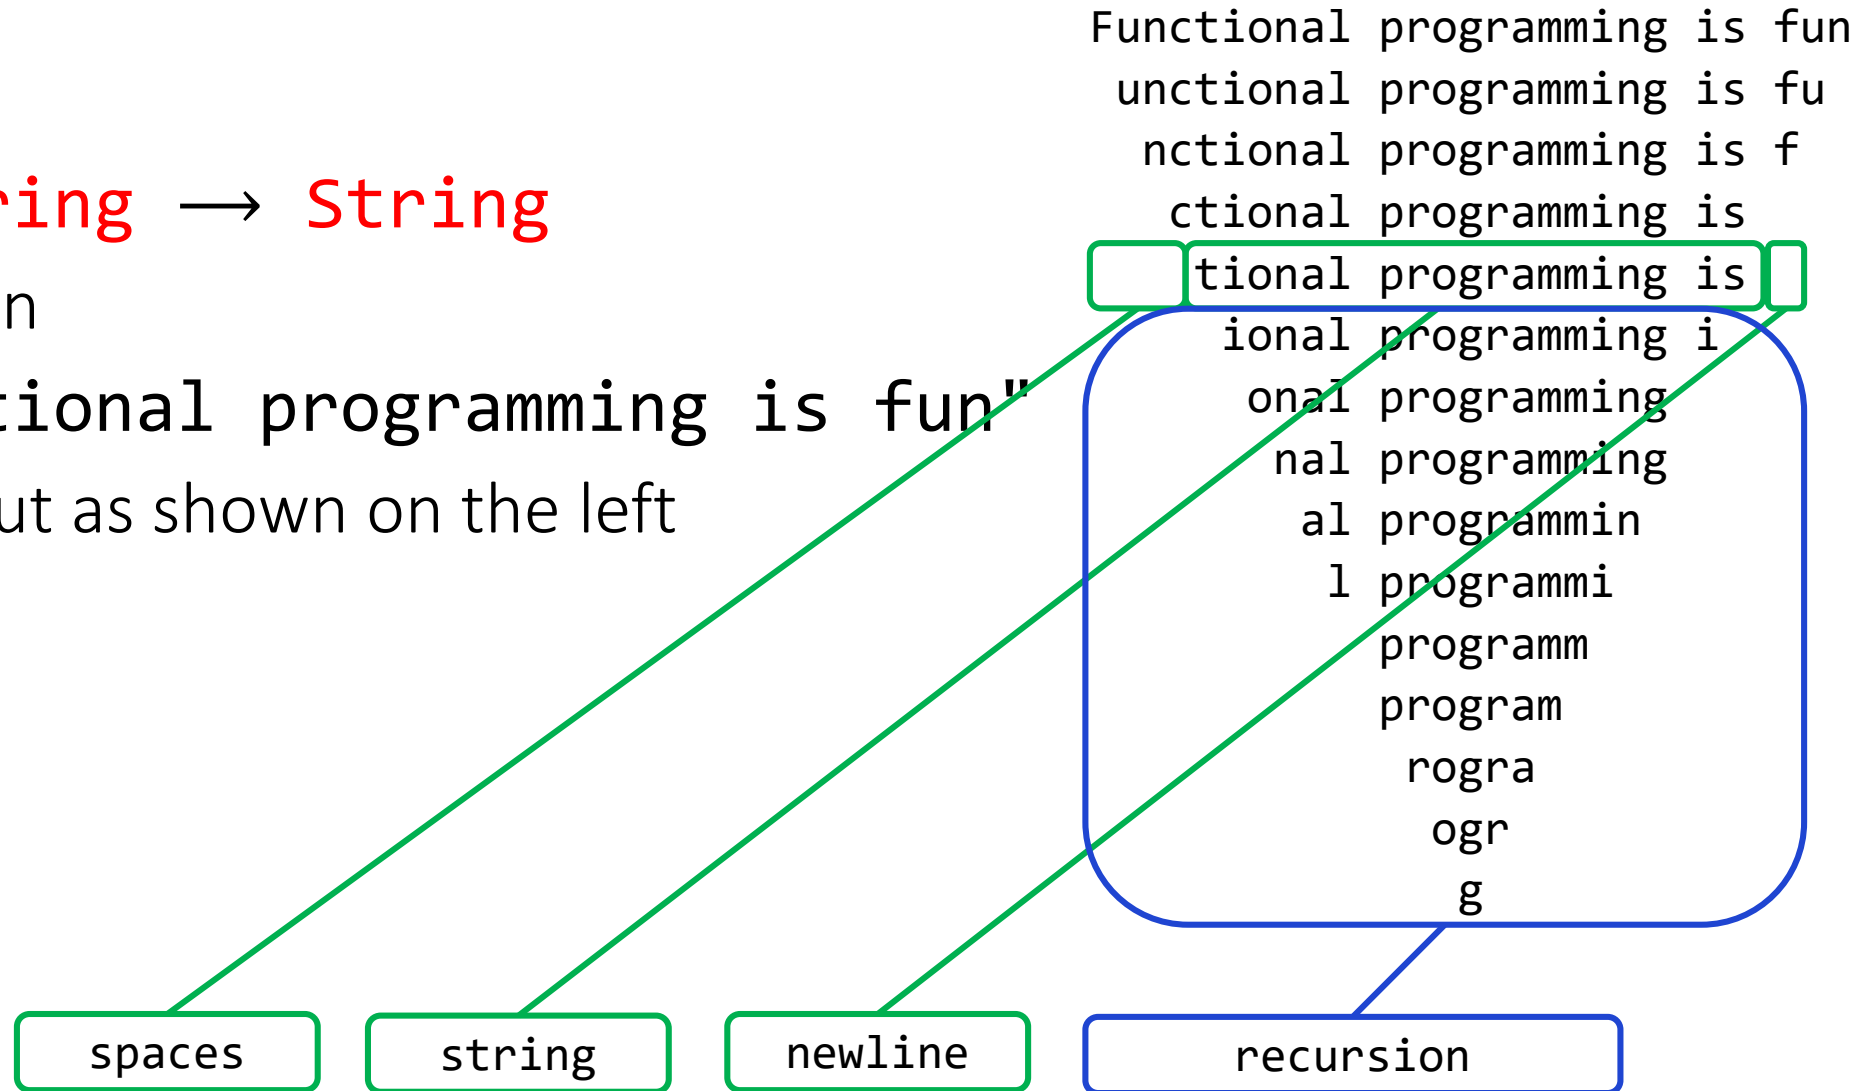 ring ⟶ String
n
tional programming is fun"
ut as shown on the left
Functional programming is fun
unctional programming is fu
nctional programming is f
ctional programming is
tional programming is
ional programming i
onal programming
nal programming
al programmin
l programmi
programm
program
rogra
ogr
g
spaces
string
newline
recursion